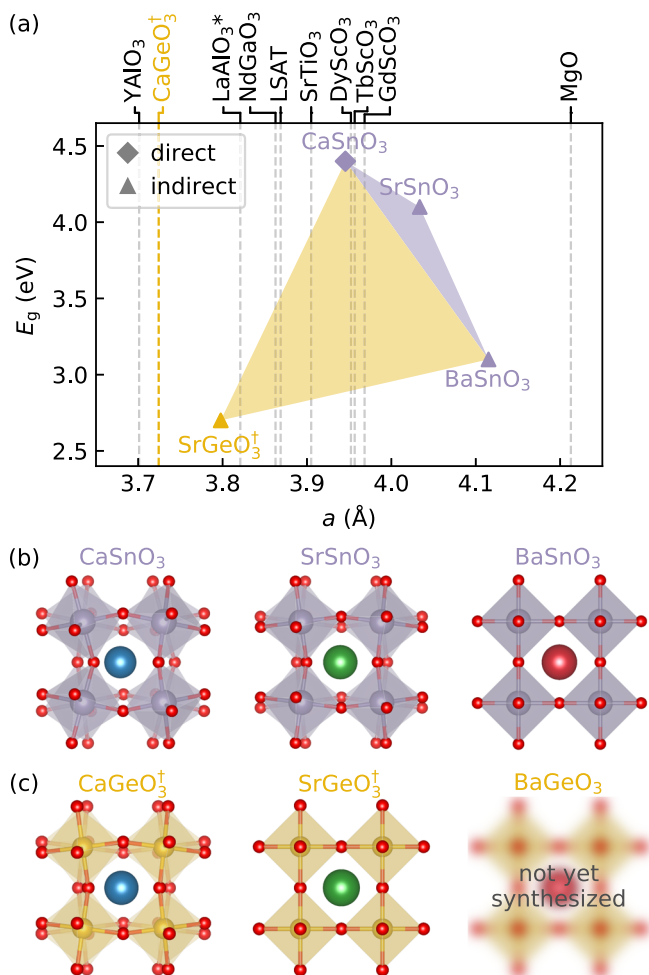 (a)
YAlO₃
CaGeO₃†
LaAlO₃*
NdGaO₃
LSAT
SrTiO₃
DyScO₃
TbScO₃
GdScO₃
MgO
direct
indirect
CaSnO₃
SrSnO₃
BaSnO₃
SrGeO₃†
4.5
4.0
3.5
3.0
2.5
E_g (eV)
3.7 3.8 3.9 4.0 4.1 4.2
a (Å)
(b) CaSnO₃ SrSnO₃ BaSnO₃
(c) CaGeO₃† SrGeO₃† BaGeO₃
not yet
synthesized